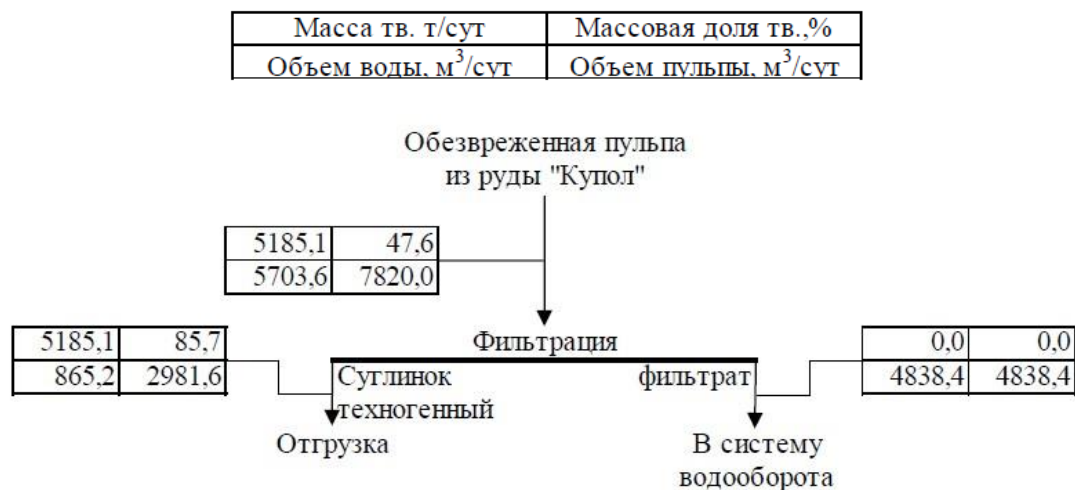 Масса тв. т/сут Массовая доля тв.,%
Объем воды, м³/сут Объем пульпы, м³/сут
Обезвреженная пульпа
из руды "Купол"
5185,1 47,6
5703,6 7820,0
5185,1 85,7
865,2 2981,6
Фильтрация
0,0 0,0
4838,4 4838,4
Суглинок
техногенный
фильтрат
Отгрузка
В систему
водооборота